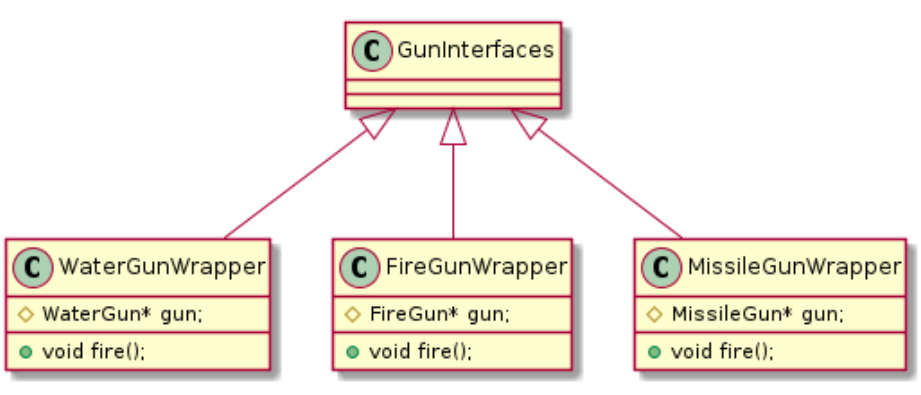 C GunInterfaces
C WaterGunWrapper
WaterGun* gun;
void fire();
C FireGunWrapper
FireGun* gun;
void fire();
C MissileGunWrapper
MissileGun* gun;
void fire();